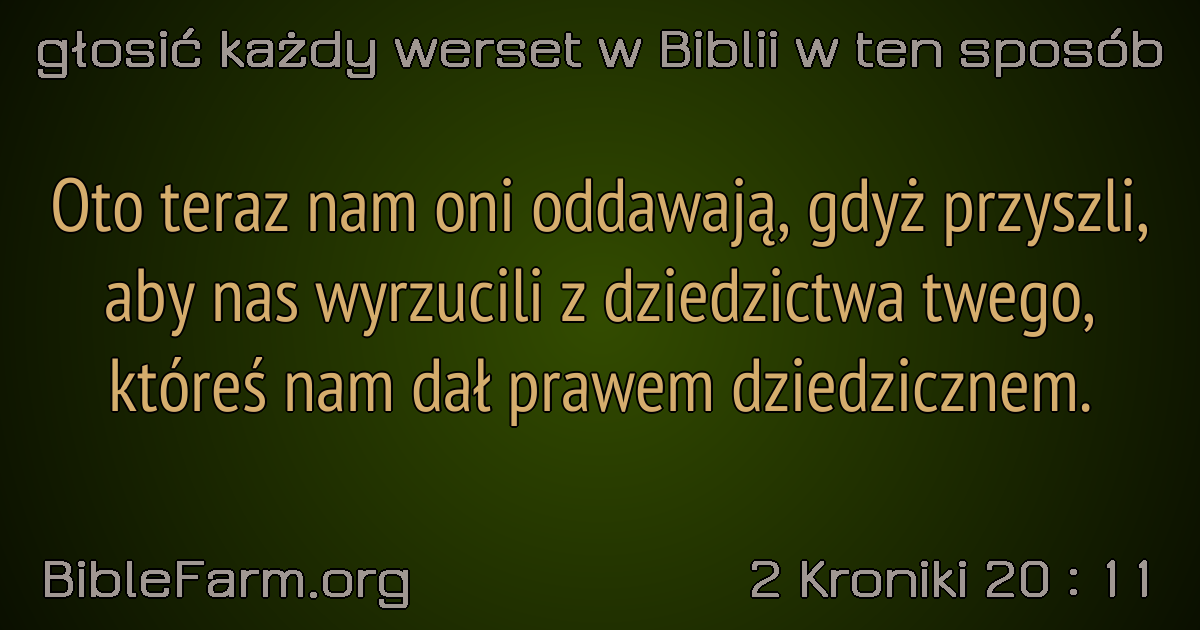 głosić każdy werset w Biblii w ten sposób
Oto teraz nam oni oddawają, gdyż przyszli,
aby nas wyrzucili z dziedzictwa twego,
któreś nam dał prawem dziedzicznem.
BibleFarm.org
2 Kroniki 20 : 11